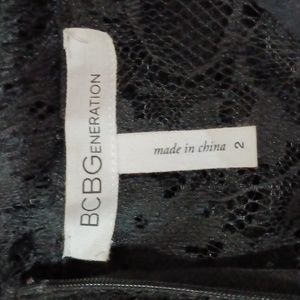 BCBGENERATION
made in china
2